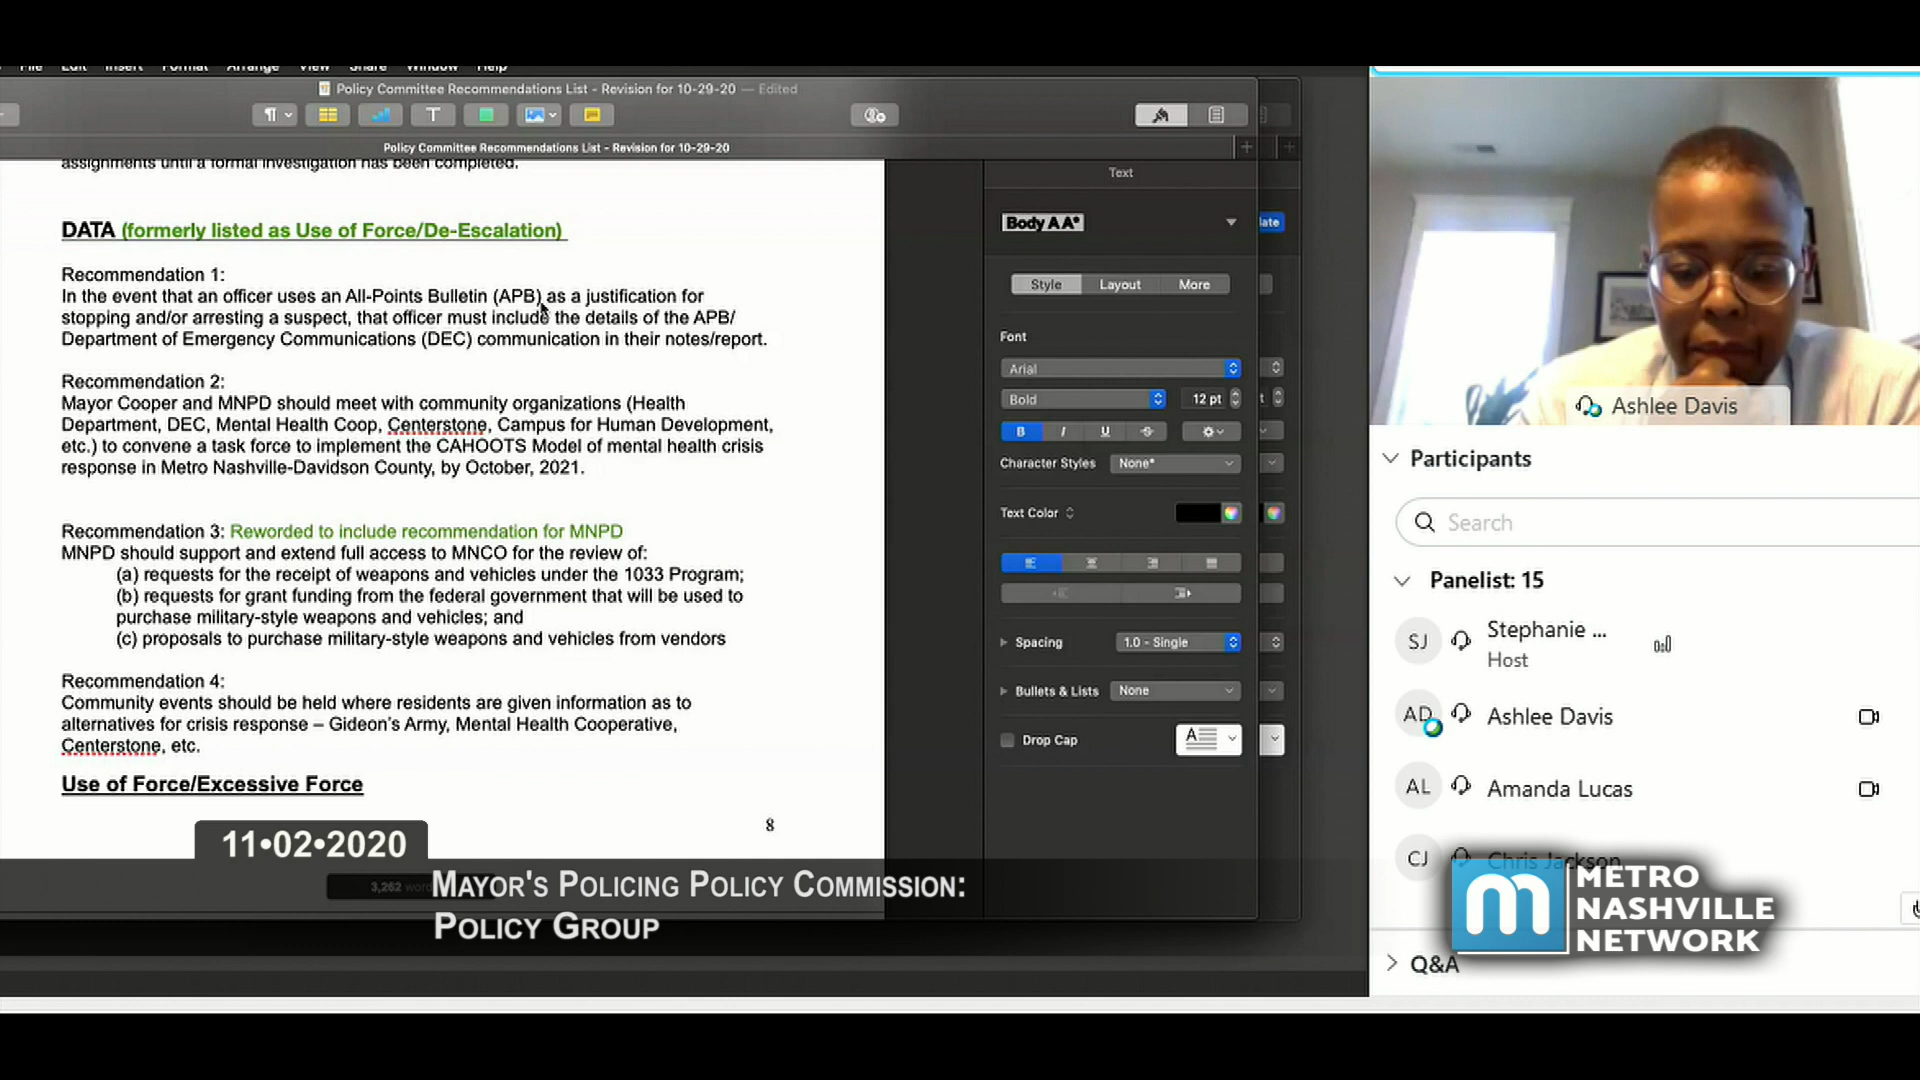 File Edit Insert Format Arrange View Share Window Help
Policy Committee Recommendations List - Revision for 10-29-20 — Edited
Policy Committee Recommendations List - Revision for 10-29-20
assignments until a formal investigation has been completed.
DATA (formerly listed as Use of Force/De-Escalation)
Recommendation 1:
In the event that an officer uses an All-Points Bulletin (APB) as a justification for
stopping and/or arresting a suspect, that officer must include the details of the APB/
Department of Emergency Communications (DEC) communication in their notes/report.
Recommendation 2:
Mayor Cooper and MNPD should meet with community organizations (Health
Department, DEC, Mental Health Coop, Centerstone, Campus for Human Development,
etc.) to convene a task force to implement the CAHOOTS Model of mental health crisis
response in Metro Nashville-Davidson County, by October, 2021.
Recommendation 3: Reworded to include recommendation for MNPD
MNPD should support and extend full access to MNCO for the review of:
(a) requests for the receipt of weapons and vehicles under the 1033 Program;
(b) requests for grant funding from the federal government that will be used to
purchase military-style weapons and vehicles; and
(c) proposals to purchase military-style weapons and vehicles from vendors
Recommendation 4:
Community events should be held where residents are given information as to
alternatives for crisis response – Gideon's Army, Mental Health Cooperative,
Centerstone, etc.
Use of Force/Excessive Force
8
3,262 words
Text
Body A A*
Style Layout More
Font
Arial
Bold 12 pt
B I U S
Character Styles None*
Text Color
Spacing 1.0 - Single
Bullets & Lists None
Drop Cap
Ashlee Davis
Participants
Search
Panelist: 15
SJ Stephanie ...
Host
AD Ashlee Davis
AL Amanda Lucas
CJ Chris Jackson
Q&A
11•02•2020
MAYOR'S POLICING POLICY COMMISSION:
POLICY GROUP
m METRO
NASHVILLE
NETWORK